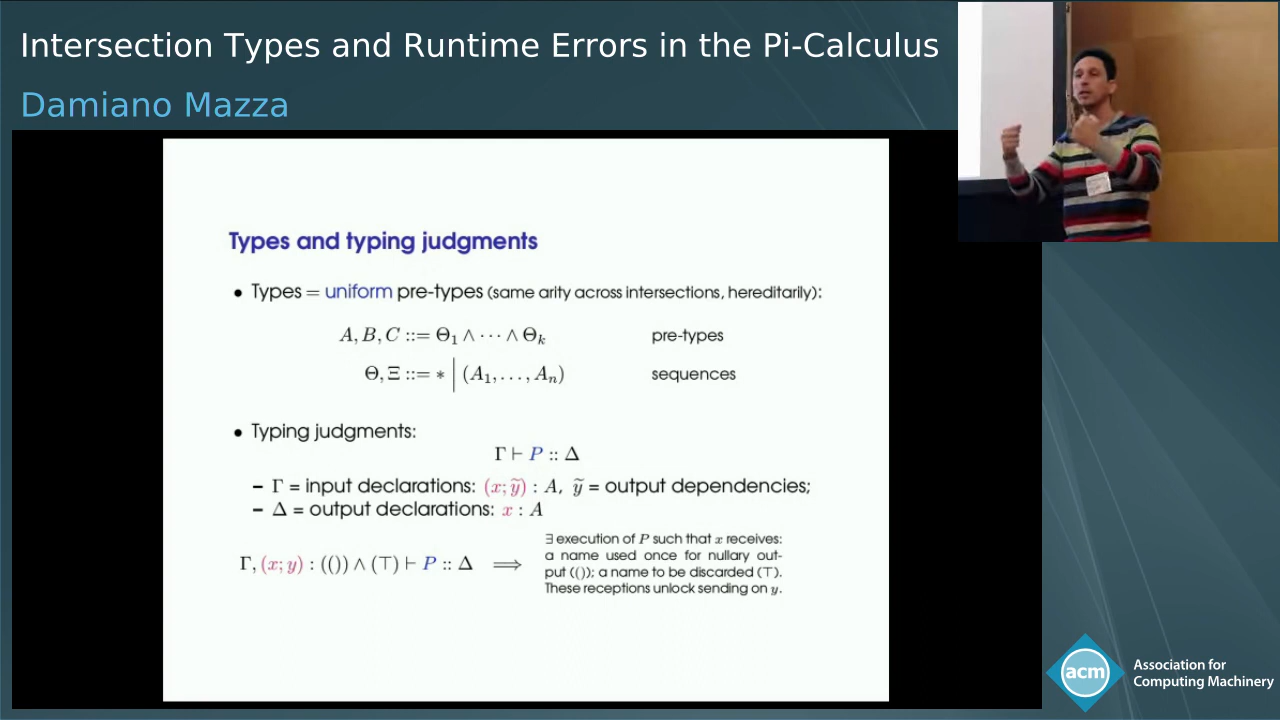 Intersection Types and Runtime Errors in the Pi-Calculus
Damiano Mazza
Types and typing judgments
• Types = uniform pre-types (same arity across intersections, hereditarily):
A, B, C ::= Θ₁ ∧ ⋯ ∧ Θₖ pre-types
Θ, Ξ ::= ∗ | (A₁, …, Aₙ) sequences
• Typing judgments:
Γ ⊢ P :: Δ
– Γ = input declarations: (x; ỹ) : A, ỹ = output dependencies;
– Δ = output declarations: x : A
Γ, (x; y) : (()) ∧ (⊤) ⊢ P :: Δ ⟹
∃ execution of P such that x receives:
a name used once for nullary out-
put (()); a name to be discarded (⊤).
These receptions unlock sending on y.
acm
Association for
Computing Machinery